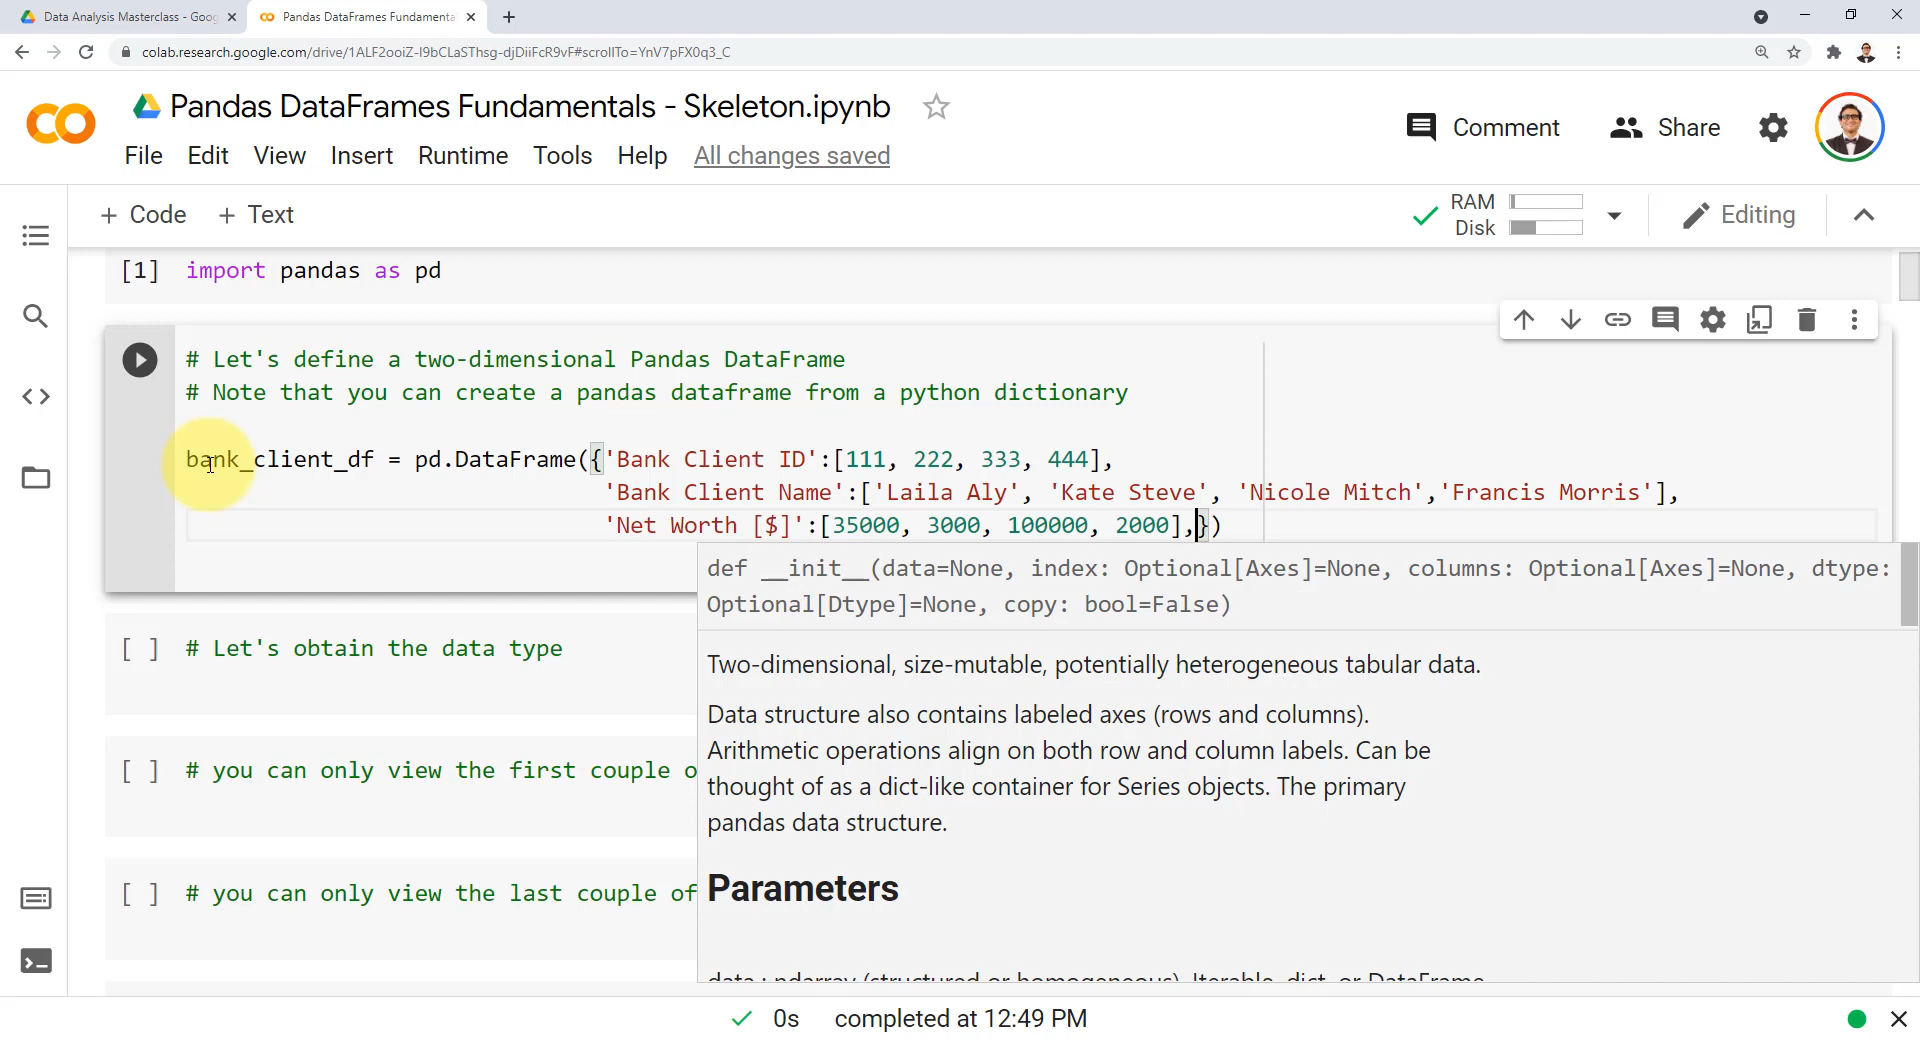 Data Analysis Masterclass - Goog
Pandas DataFrames Fundamenta
colab.research.google.com/drive/1ALF2ooiZ-I9bCLaSThsg-djDiiFcR9vF#scrollTo=YnV7pFX0q3_C
Pandas DataFrames Fundamentals - Skeleton.ipynb
Comment
Share
File Edit View Insert Runtime Tools Help All changes saved
+ Code + Text
RAM
Disk
Editing
[1] import pandas as pd
# Let's define a two-dimensional Pandas DataFrame
# Note that you can create a pandas dataframe from a python dictionary
bank_client_df = pd.DataFrame({'Bank Client ID':[111, 222, 333, 444],
'Bank Client Name':['Laila Aly', 'Kate Steve', 'Nicole Mitch','Francis Morris'],
'Net Worth [$]':[35000, 3000, 100000, 2000],})
def __init__(data=None, index: Optional[Axes]=None, columns: Optional[Axes]=None, dtype:
Optional[Dtype]=None, copy: bool=False)
[ ] # Let's obtain the data type
Two-dimensional, size-mutable, potentially heterogeneous tabular data.
Data structure also contains labeled axes (rows and columns).
Arithmetic operations align on both row and column labels. Can be
thought of as a dict-like container for Series objects. The primary
pandas data structure.
[ ] # you can only view the first couple o
[ ] # you can only view the last couple of
Parameters
data : ndarray (structured or homogeneous), Iterable, dict, or DataFrame
0s completed at 12:49 PM